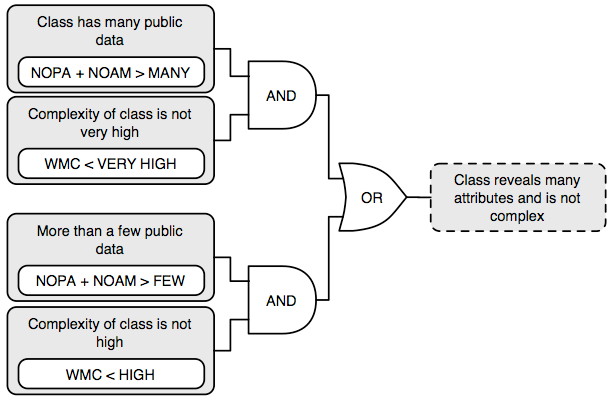 Class has many public
data
NOPA + NOAM > MANY
AND
Complexity of class is not
very high
WMC < VERY HIGH
OR
Class reveals many
attributes and is not
complex
More than a few public
data
NOPA + NOAM > FEW
AND
Complexity of class is not
high
WMC < HIGH